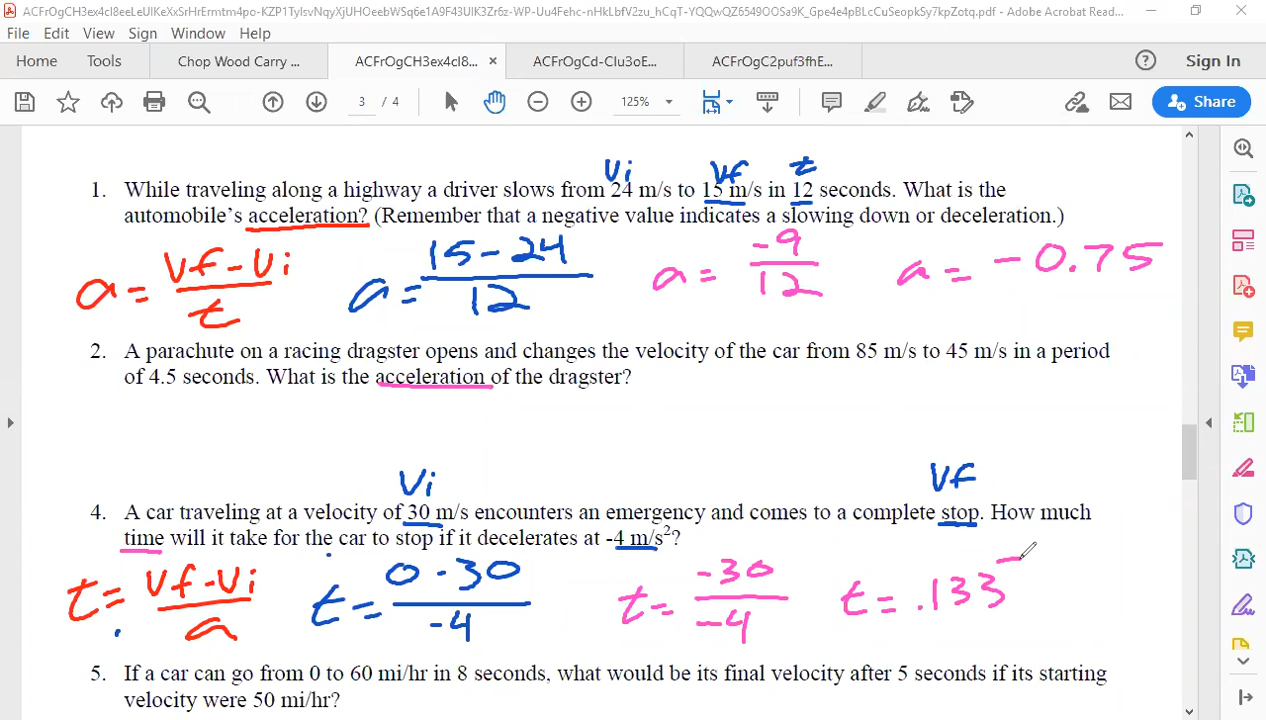 ACFrOgCH3ex4cl8eeLeUlKeXxSrHrErmtm4po-KZP1TylsvNqyXjUHOeebWSq6e1A9F43UlK3Zr6z-WP-Uu4Fehc-nHkLbfV2zu_hCqT-YQQwQZ6549OOSa9K_Gpe4e4pBLcCuSeopkSy7kpZotq.pdf - Adobe Acrobat Read...
File Edit View Sign Window Help
Home Tools Chop Wood Carry ... ACFrOgCH3ex4cl8... × ACFrOgCd-Clu3oE... ACFrOgC2puf3fhE... Sign In
3 / 4 125% Share
Vi Vf t
1. While traveling along a highway a driver slows from 24 m/s to 15 m/s in 12 seconds. What is the
automobile's acceleration? (Remember that a negative value indicates a slowing down or deceleration.)
a = Vf - Vi / t a = 15 - 24 / 12 a = -9 / 12 a = -0.75
2. A parachute on a racing dragster opens and changes the velocity of the car from 85 m/s to 45 m/s in a period
of 4.5 seconds. What is the acceleration of the dragster?
Vi Vf
4. A car traveling at a velocity of 30 m/s encounters an emergency and comes to a complete stop. How much
time will it take for the car to stop if it decelerates at -4 m/s²?
t = Vf - Vi / a t = 0 - 30 / -4 t = -30 / -4 t = .133
5. If a car can go from 0 to 60 mi/hr in 8 seconds, what would be its final velocity after 5 seconds if its starting
velocity were 50 mi/hr?